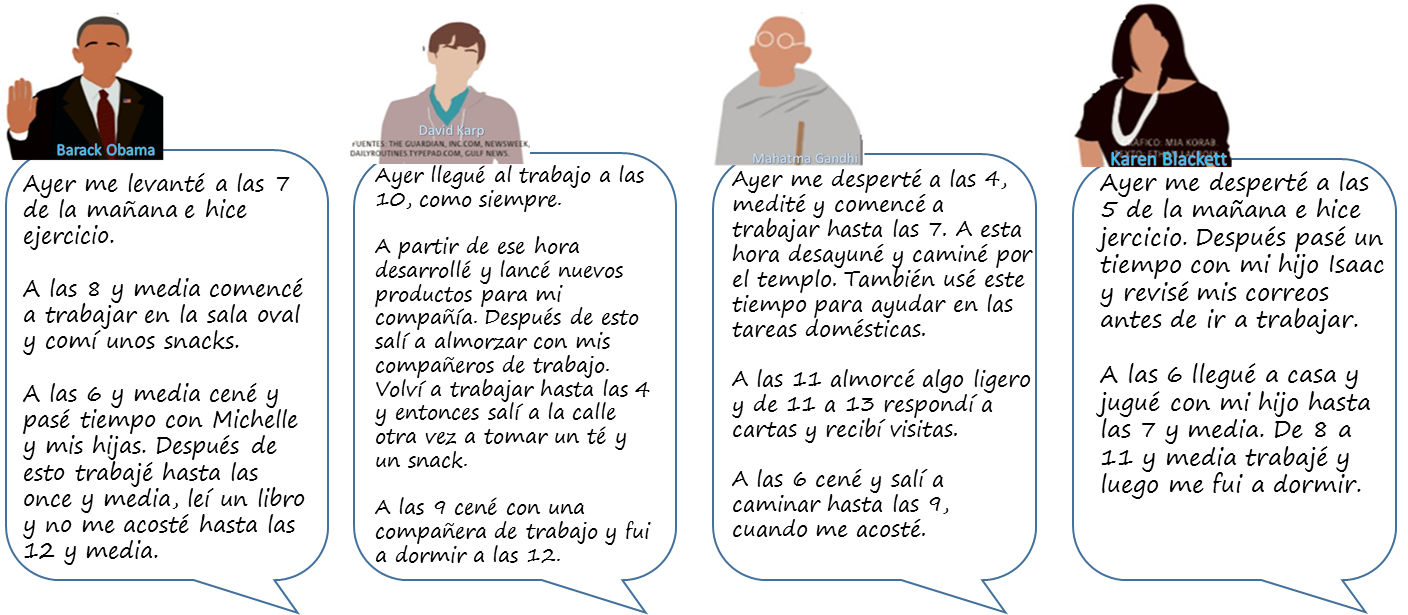 Barack Obama
Ayer me levanté a las 7
de la mañana e hice
ejercicio.
A las 8 y media comencé
a trabajar en la sala oval
y comí unos snacks.
A las 6 y media cené y
pasé tiempo con Michelle
y mis hijas. Después de
esto trabajé hasta las
once y media, leí un libro
y no me acosté hasta las
12 y media.
David Karp
FUENTES: THE GUARDIAN, INC.COM, NEWSWEEK,
DAILYROUTINES.TYPEPAD.COM, GULF NEWS.
Ayer llegué al trabajo a las
10, como siempre.
A partir de ese hora
desarrollé y lancé nuevos
productos para mi
compañía. Después de esto
salí a almorzar con mis
compañeros de trabajo.
Volví a trabajar hasta las 4
y entonces salí a la calle
otra vez a tomar un té y
un snack.
A las 9 cené con una
compañera de trabajo y fui
a dormir a las 12.
Mahatma Gandhi
Ayer me desperté a las 4,
medité y comencé a
trabajar hasta las 7. A esta
hora desayuné y caminé por
el templo. También usé este
tiempo para ayudar en las
tareas domésticas.
A las 11 almorcé algo ligero
y de 11 a 13 respondí a
cartas y recibí visitas.
A las 6 cené y salí a
caminar hasta las 9,
cuando me acosté.
GRÁFICO: MIA KORAB
Karen Blackett
Ayer me desperté a las
5 de la mañana e hice
jercicio. Después pasé un
tiempo con mi hijo Isaac
y revisé mis correos
antes de ir a trabajar.
A las 6 llegué a casa y
jugué con mi hijo hasta
las 7 y media. De 8 a
11 y media trabajé y
luego me fui a dormir.